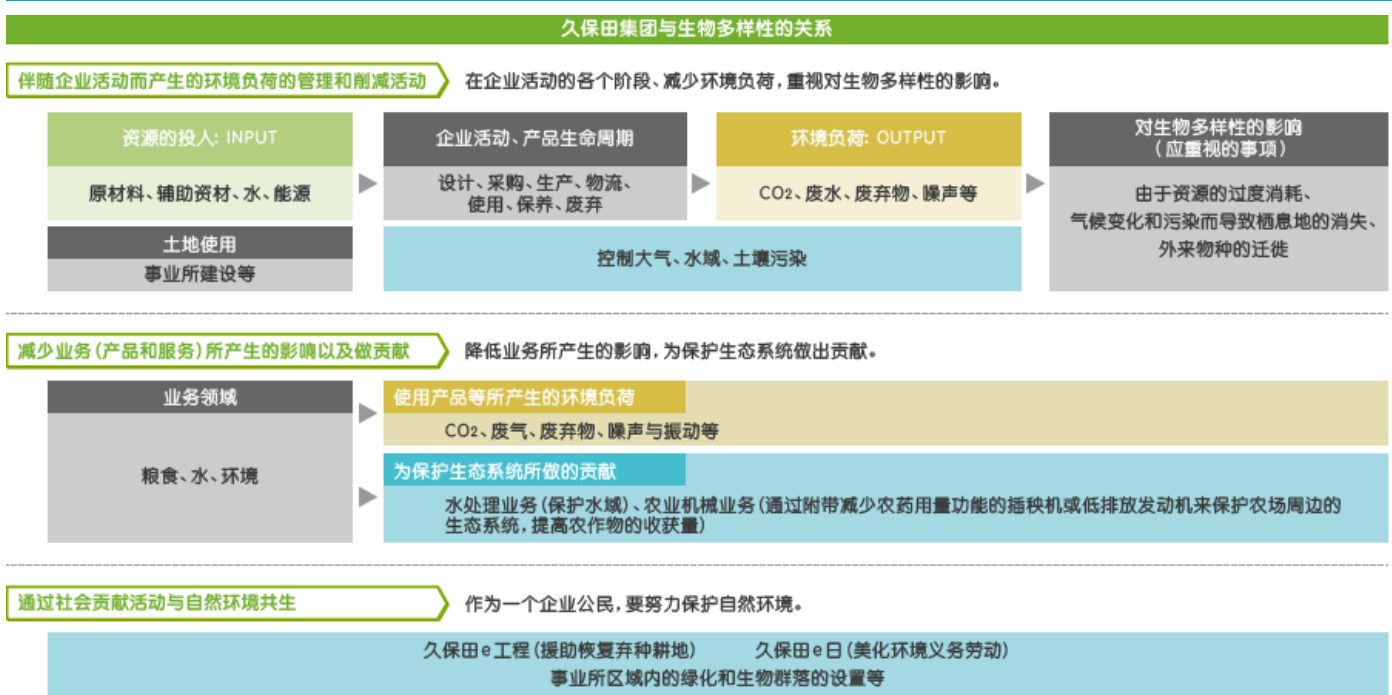 久保田集团与生物多样性的关系
伴随企业活动而产生的环境负荷的管理和削减活动
在企业活动的各个阶段、减少环境负荷，重视对生物多样性的影响。
资源的投人: INPUT
原材料、辅助资材、水、能源
土地使用
事业所建设等
企业活动、产品生命周期
设计、采购、生产、物流、
使用、保养、废弃
环境负荷: OUTPUT
CO2、废水、废弃物、噪声等
控制大气、水域、土壤污染
对生物多样性的影响
（应重视的事项）
由于资源的过度消耗、
气候变化和污染而导致栖息地的消失、
外来物种的迁徙
减少业务(产品和服务)所产生的影响以及做贡献
降低业务所产生的影响，为保护生态系统做出贡献。
业务领域
粮食、水、环境
使用产品等所产生的环境负荷
CO2、废气、废弃物、噪声与振动等
为保护生态系统所做的贡献
水处理业务(保护水域)、农业机械业务(通过附带减少农药用量功能的插秧机或低排放发动机来保护农场周边的
生态系统，提高农作物的收获量)
通过社会贡献活动与自然环境共生
作为一个企业公民，要努力保护自然环境。
久保田e工程(援助恢复弃种耕地) 久保田e日(美化环境义务劳动)
事业所区域内的绿化和生物群落的设置等